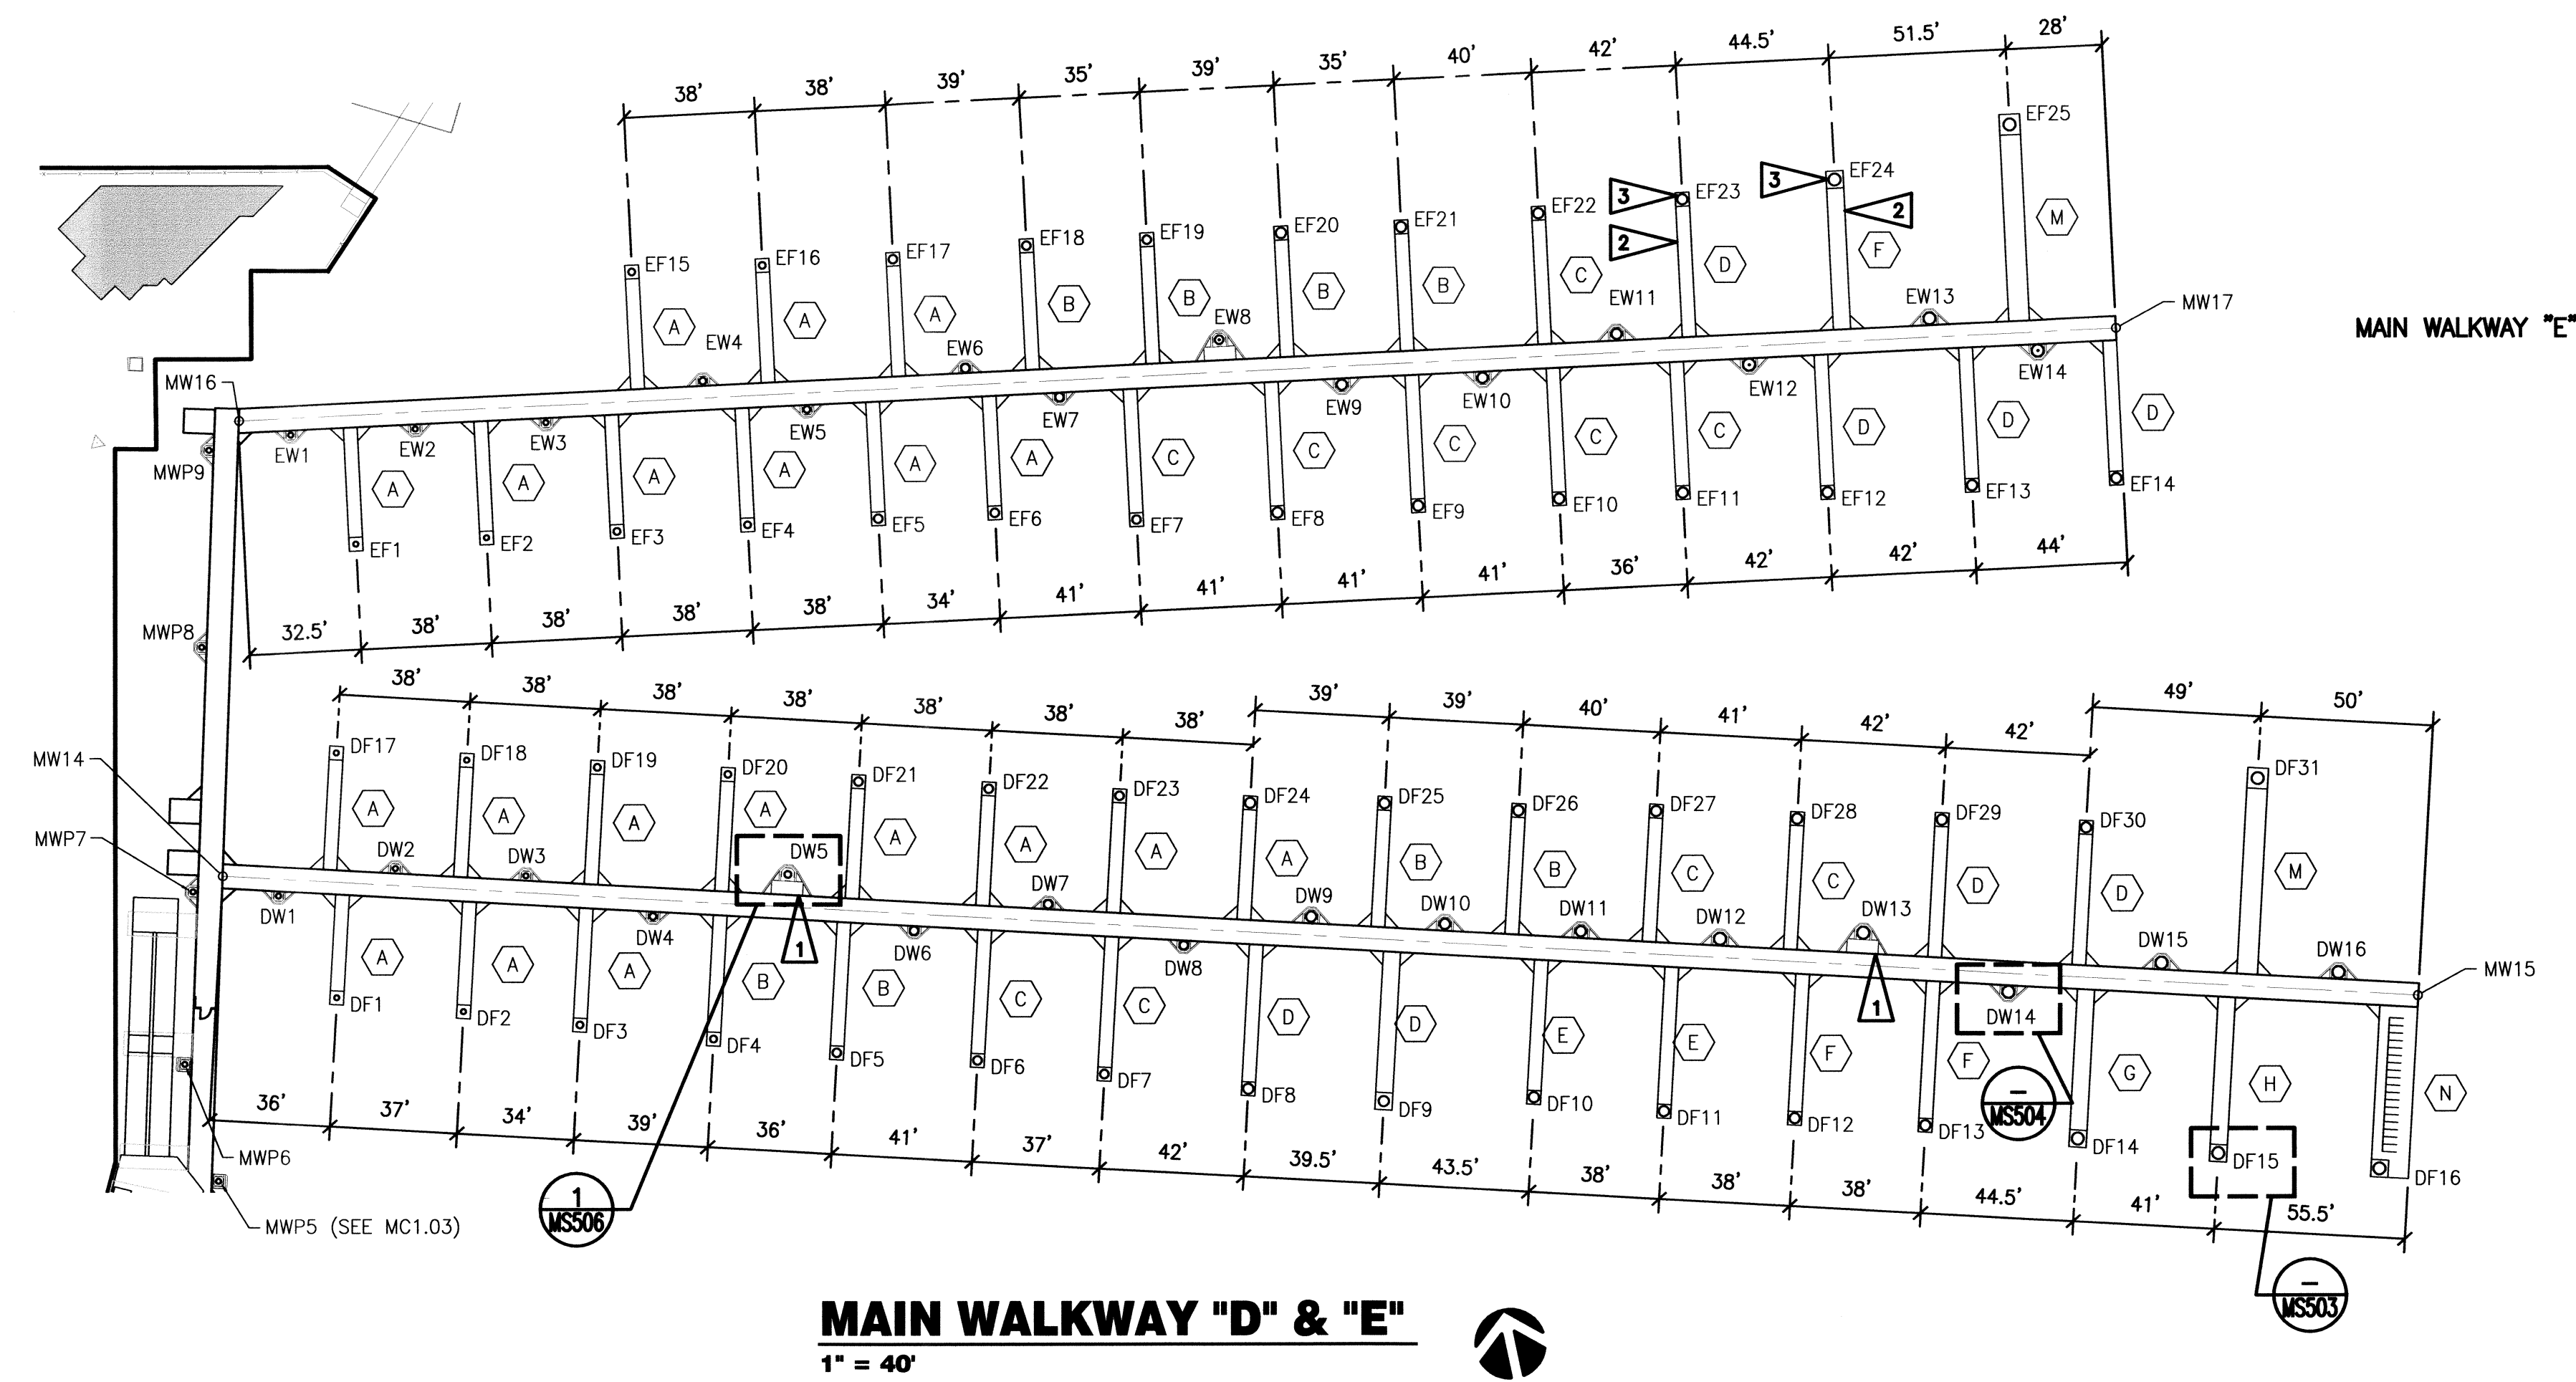 38' 38' 39' 35' 39' 35' 40' 42' 44.5' 51.5' 28'
EF15 EF16 EF17 EF18 EF19 EF20 EF21 EF22 EF23 EF24 EF25
3 3
2 2
A A A B B B B C D F M
EW4 EW6 EW8 EW11 EW13
MW17
MAIN WALKWAY "E"
MW16
MWP9
EW1 EW2 EW3 EW5 EW7 EW9 EW10 EW12 EW14
A A A A A A C C C C C D D D
EF1 EF2 EF3 EF4 EF5 EF6 EF7 EF8 EF9 EF10 EF11 EF12 EF13 EF14
MWP8
32.5' 38' 38' 38' 38' 34' 41' 41' 41' 41' 36' 42' 42' 44'
38' 38' 38' 38' 38' 38' 38' 39' 39' 40' 41' 42' 42' 49' 50'
MW14
DF17 DF18 DF19 DF20 DF21 DF22 DF23 DF24 DF25 DF26 DF27 DF28 DF29 DF30 DF31
A A A A A A A A B B C C D D M
MWP7
DW2 DW3 DW5 DW7 DW9 DW10 DW11 DW12 DW13 DW15 DW16
MW15
DW1 DW4 DW6 DW8 DW14
1 1
A A A B B C C D D E E F F G H N
DF1 DF2 DF3 DF4 DF5 DF6 DF7 DF8 DF9 DF10 DF11 DF12 DF13 DF14 DF15 DF16
–
MS504
36' 37' 34' 39' 36' 41' 37' 42' 39.5' 43.5' 38' 38' 38' 44.5' 41' 55.5'
MWP6
MWP5 (SEE MC1.03)
1
MS506
–
MS503
MAIN WALKWAY "D" & "E"
1" = 40'